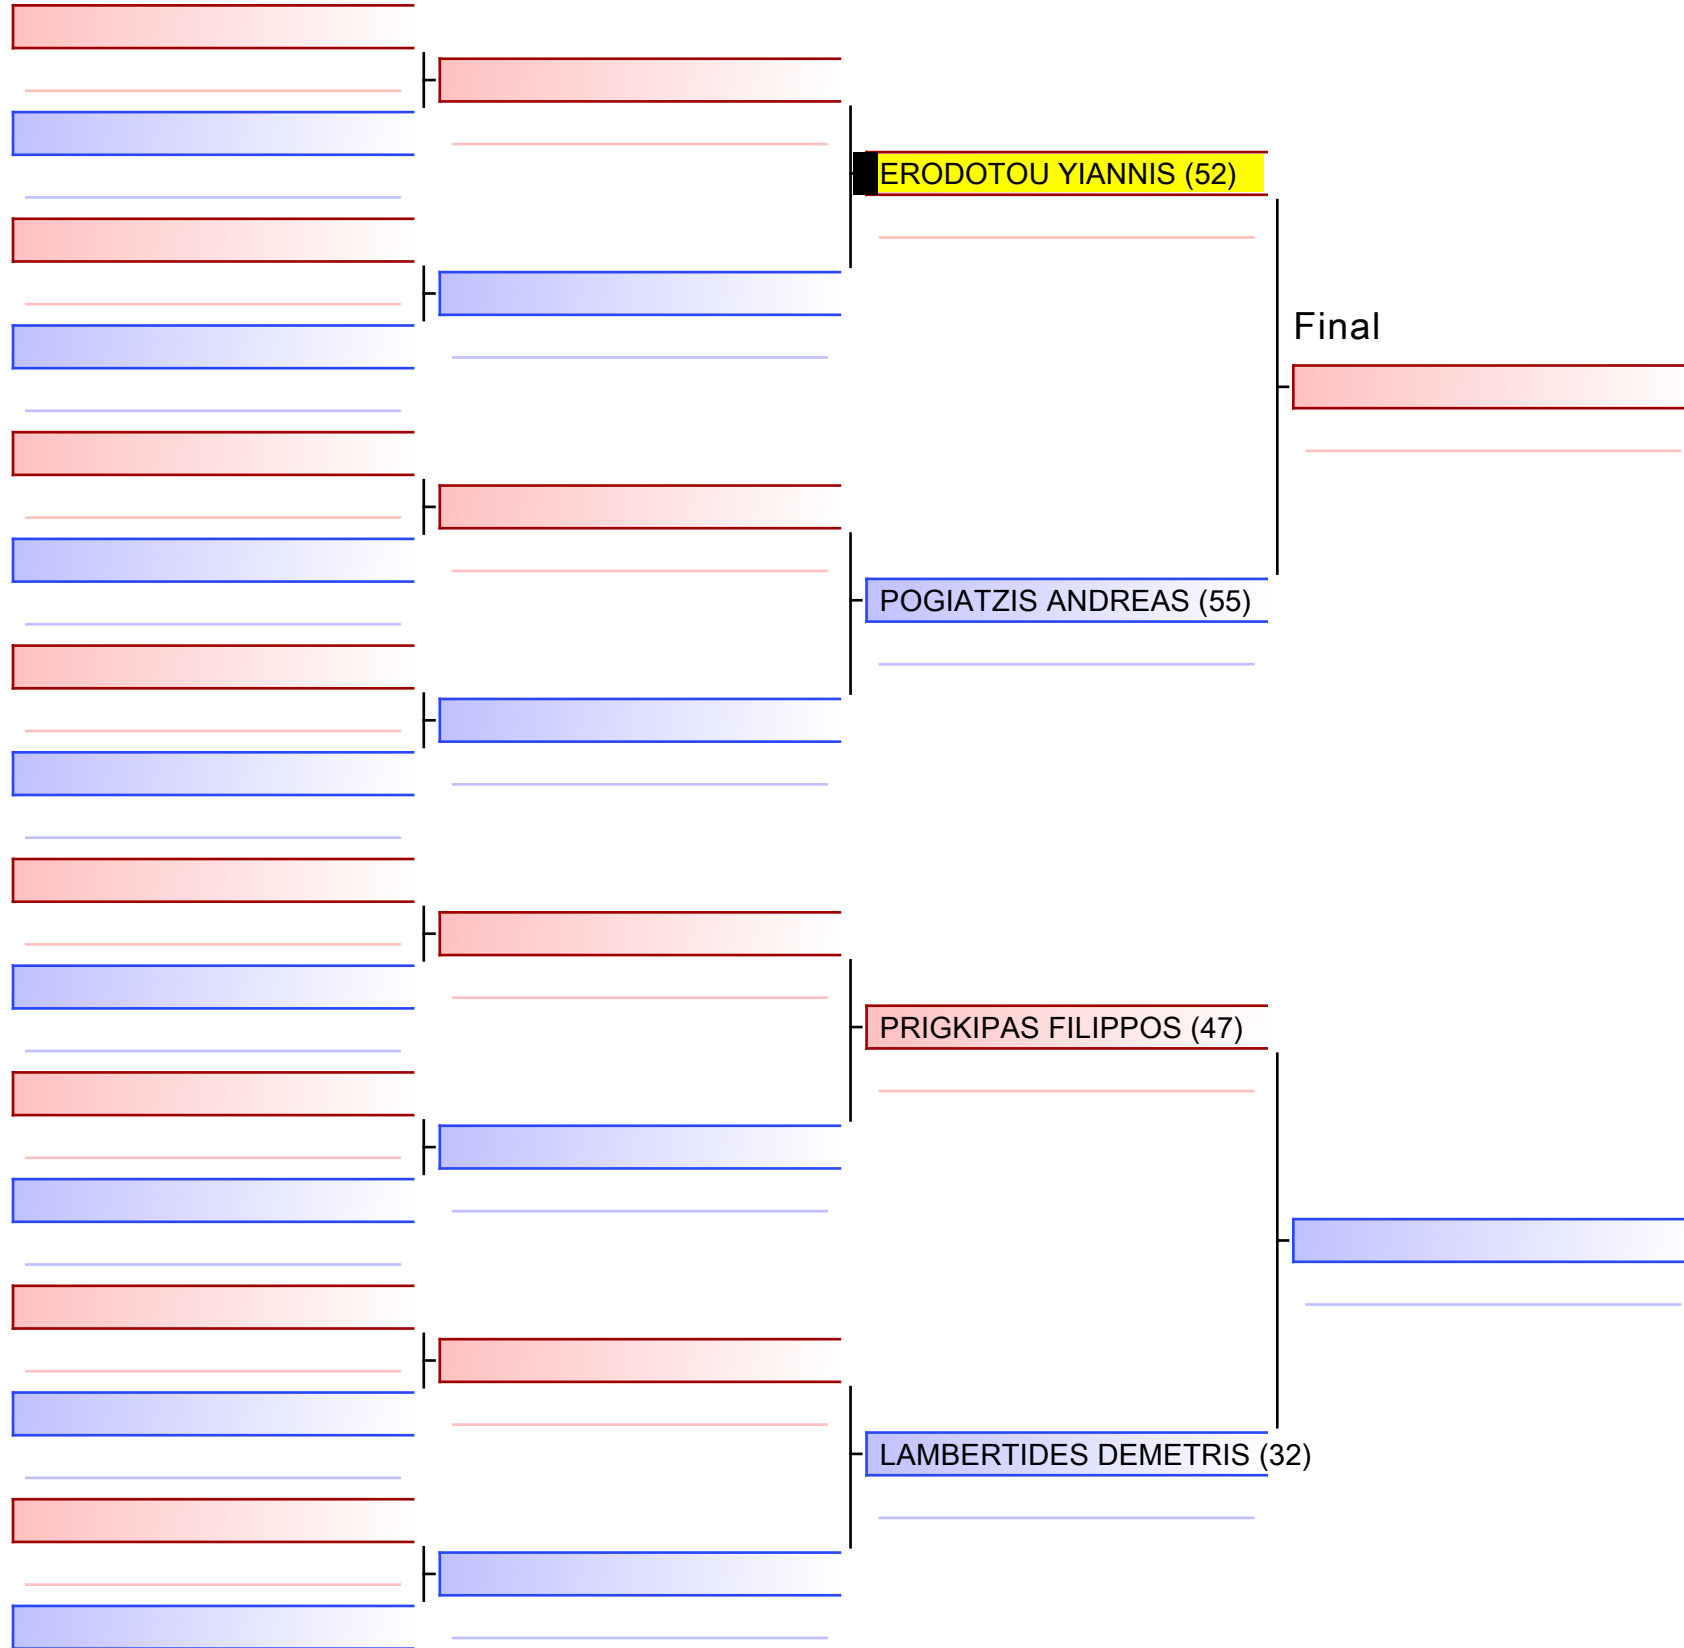 ERODOTOU YIANNIS (52)
Final
POGIATZIS ANDREAS (55)
PRIGKIPAS FILIPPOS (47)
LAMBERTIDES DEMETRIS (32)